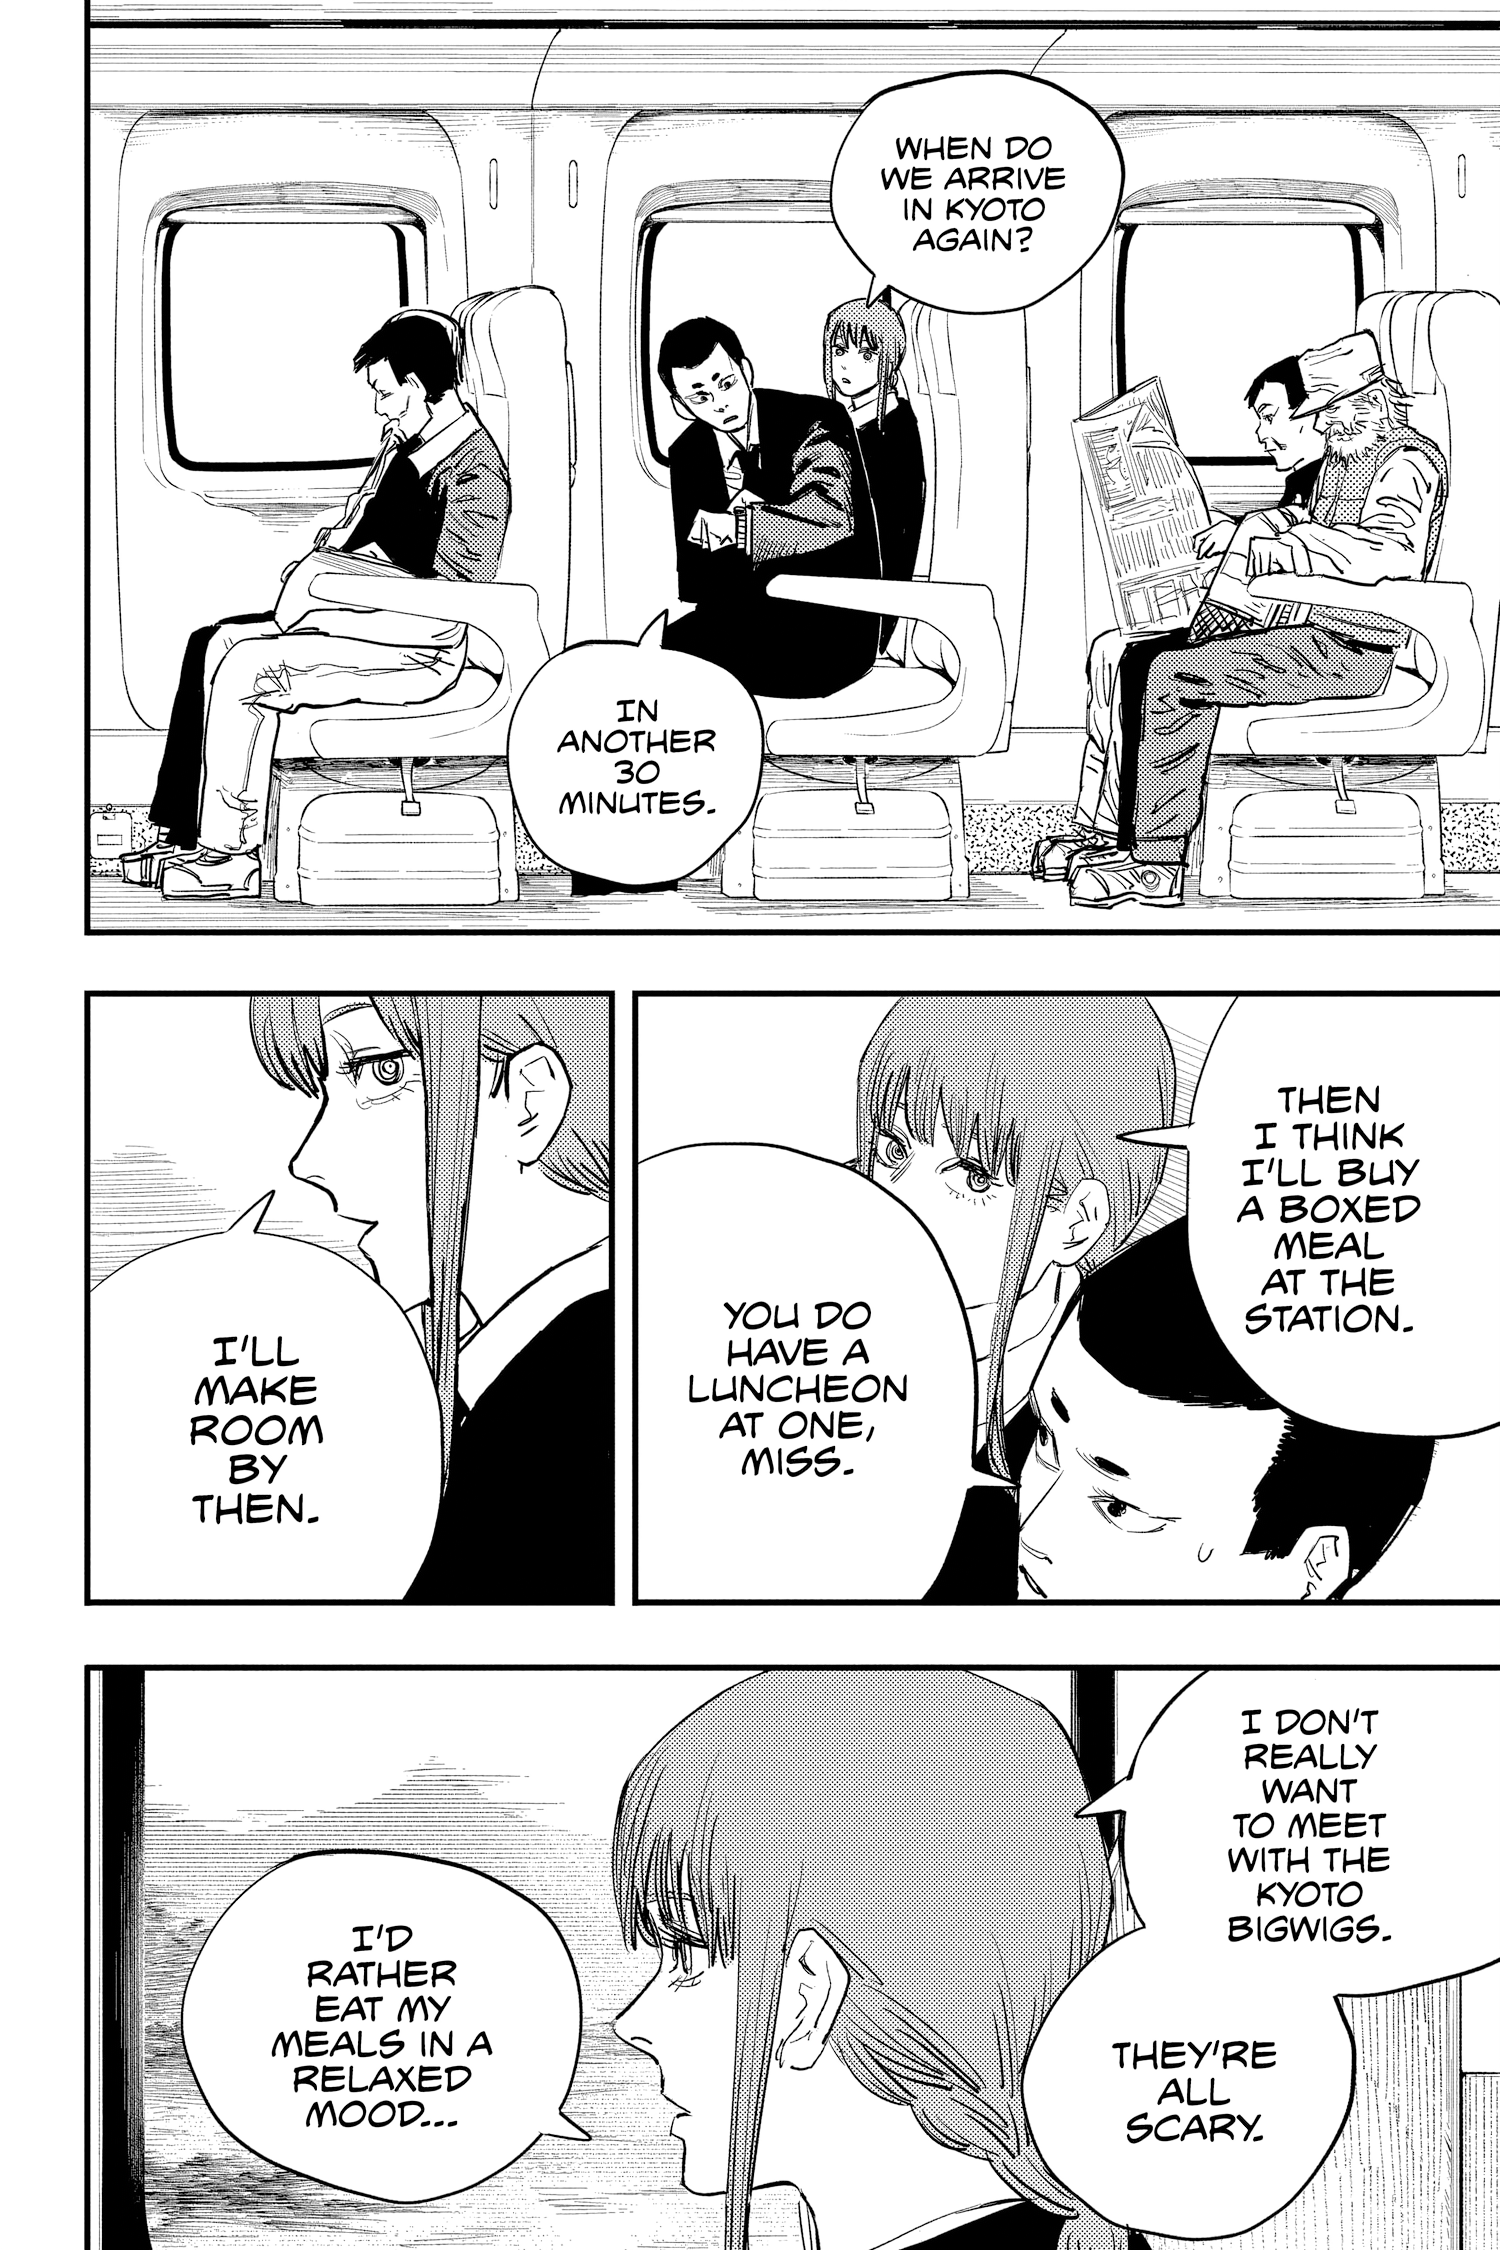 WHEN DO
WE ARRIVE
IN KYOTO
AGAIN?
IN
ANOTHER
30
MINUTES.
THEN
I THINK
I'LL BUY
A BOXED
MEAL
AT THE
STATION.
YOU DO
HAVE A
LUNCHEON
AT ONE,
MISS.
I'LL
MAKE
ROOM
BY
THEN.
I DON'T
REALLY
WANT
TO MEET
WITH THE
KYOTO
BIGWIGS.
THEY'RE
ALL
SCARY.
I'D
RATHER
EAT MY
MEALS IN A
RELAXED
MOOD...